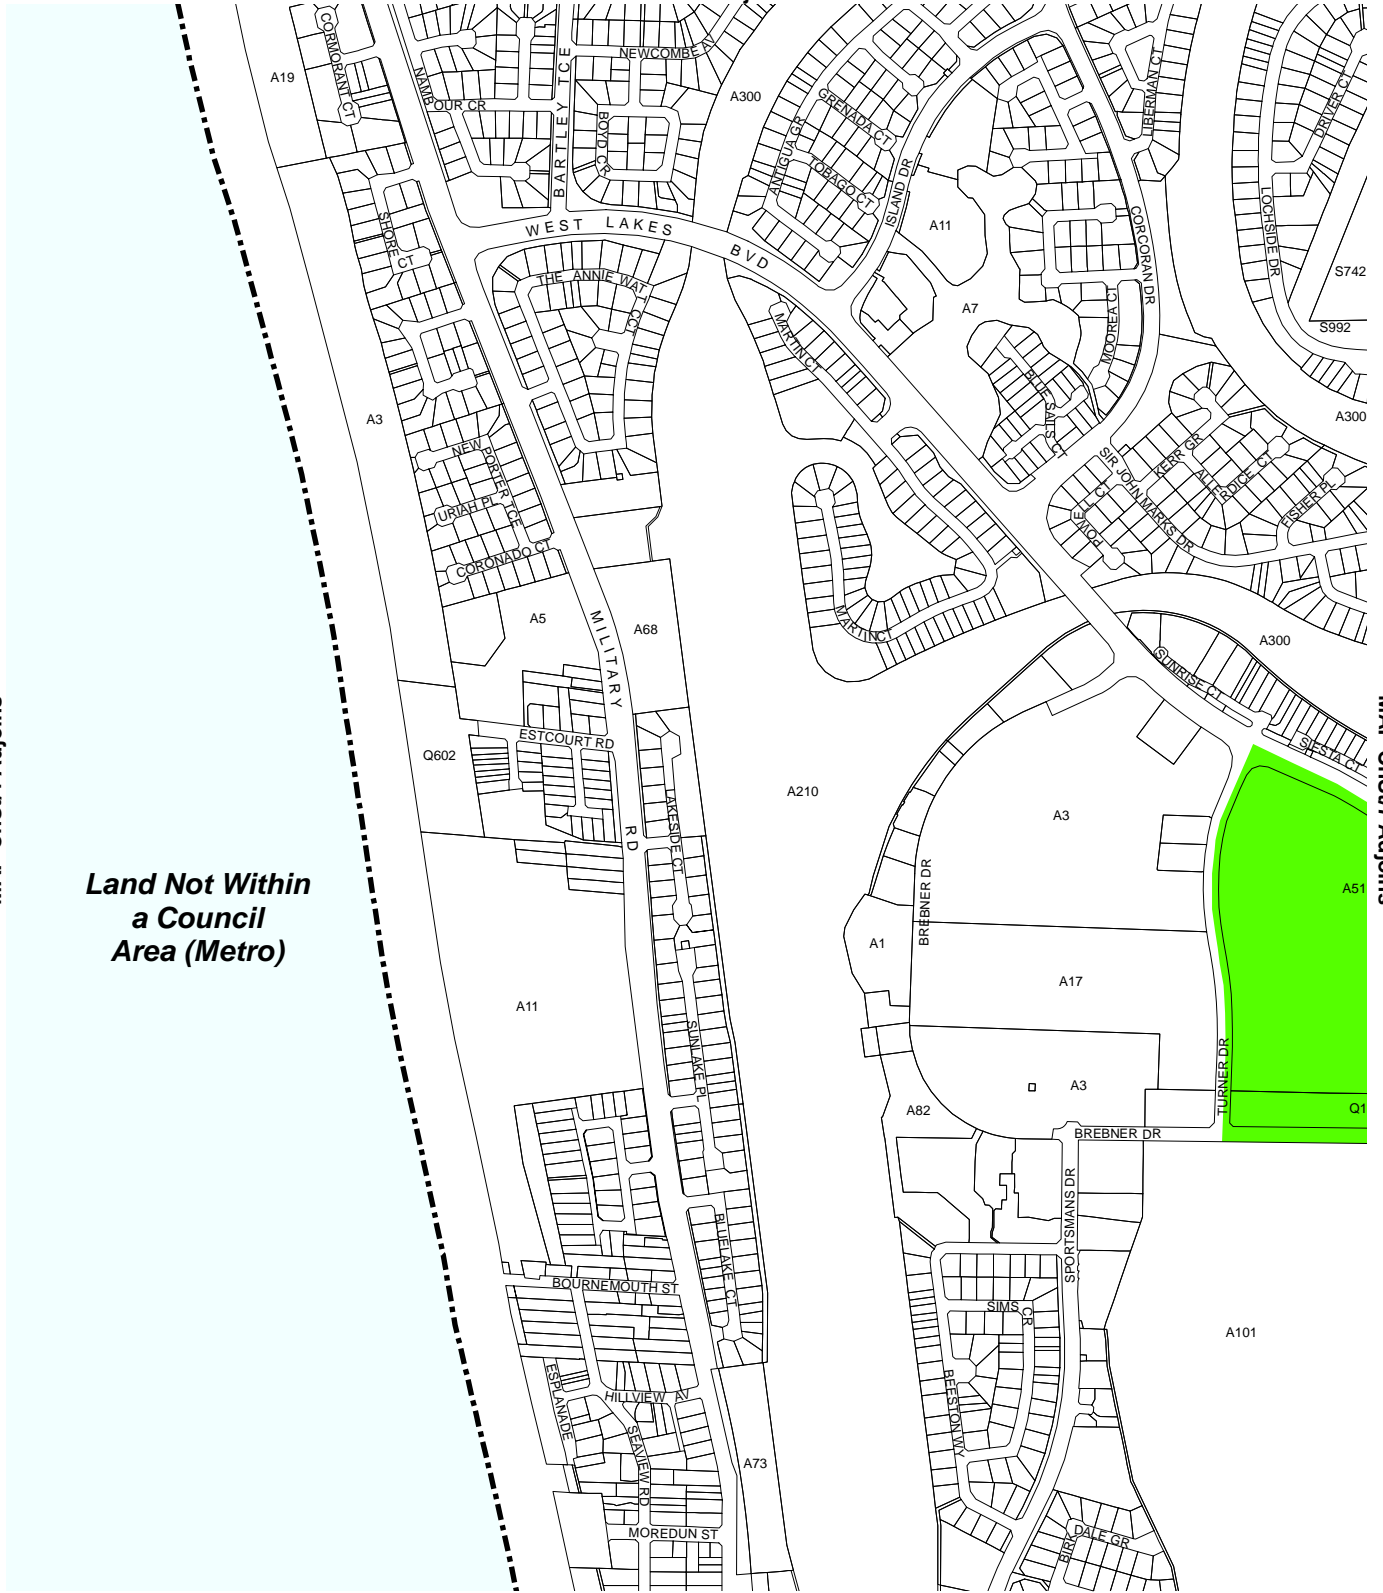 A19
CORMORANT CT
NAMBOUR CR
BARTLEY TCE
NEWCOMBE AV
BOYD CR
A300
ANTIGUA GR
GRENADA CT
TOBAGO CT
ISLAND DR
A11
LIBERMAN CT
DRIVER CT
LOCHSIDE DR
S742
S992
A300
SHORE CT
WEST LAKES BVD
THE ANNIE WATT CCT
MARTIN CT
A7
CORCORAN DR
MOOREA CT
BLUE SAILS CT
A3
NEW PORTER TCE
URIAH PL
CORONADO CT
SIR JOHN MARKS DR
KERR GR
ALLERDICE CT
FISHER PL
POWELL CT
A5
MILITARY RD
A68
MARTIN CT
A300
SUNRISE CT
SIESTA CT
ESTCOURT RD
Q602
LAKESIDE CT
A210
A3
BREBNER DR
A51
Land Not Within
a Council
Area (Metro)
A1
A17
A11
SUNLAKE PL
A3
A82
TURNER DR
Q1
BREBNER DR
SPORTSMANS DR
BLUELAKE CT
BOURNEMOUTH ST
SIMS CR
A101
ESPLANADE
HILLVIEW AV
BEESTON WY
SEAVIEW RD
A73
MOREDUN ST
BIRKDALE GR